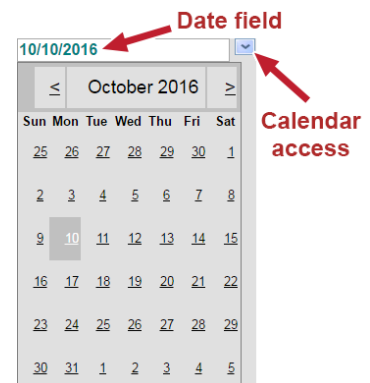 Date field
10/10/2016
< October 2016 >
Calendar
access
Sun Mon Tue Wed Thu Fri Sat
25 26 27 28 29 30 1
2 3 4 5 6 7 8
9 10 11 12 13 14 15
16 17 18 19 20 21 22
23 24 25 26 27 28 29
30 31 1 2 3 4 5